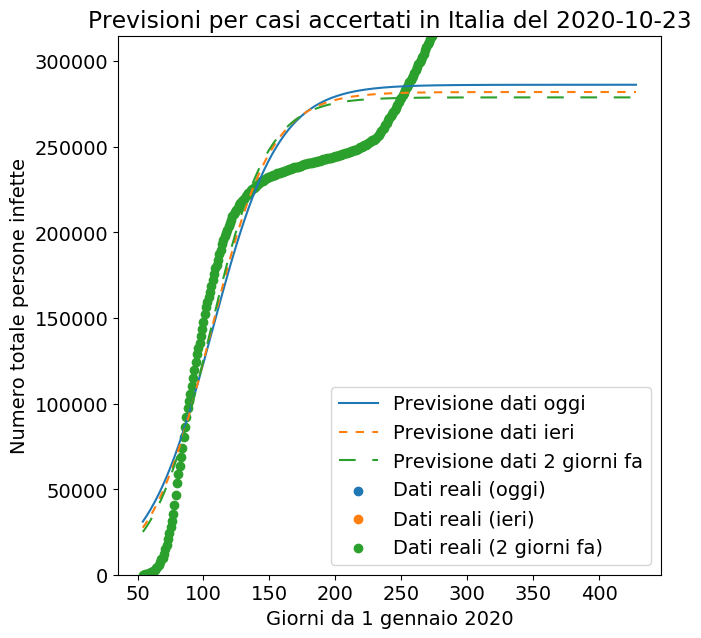 Previsioni per casi accertati in Italia del 2020-10-23
300000
250000
200000
150000
100000
50000
0
Numero totale persone infette
Previsione dati oggi
Previsione dati ieri
Previsione dati 2 giorni fa
Dati reali (oggi)
Dati reali (ieri)
Dati reali (2 giorni fa)
50 100 150 200 250 300 350 400
Giorni da 1 gennaio 2020